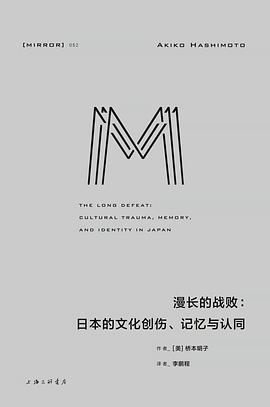 [MIRROR] 052
AKIKO HASHIMOTO
M
THE LONG DEFEAT:
CULTURAL TRAUMA, MEMORY,
AND IDENTITY IN JAPAN
漫长的战败：
日本的文化创伤、记忆与认同
作者_ [美] 桥本明子
译者_ 李鹏程
上海三联书店